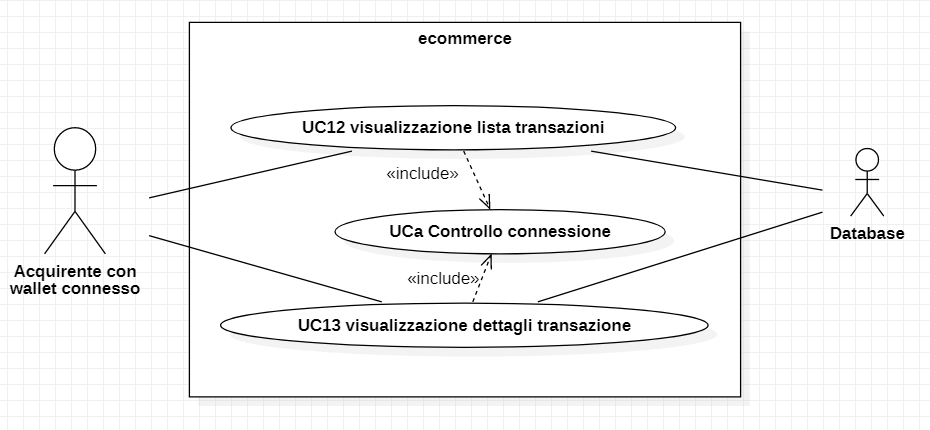 ecommerce
UC12 visualizzazione lista transazioni
«include»
UCa Controllo connessione
«include»
UC13 visualizzazione dettagli transazione
Acquirente con
wallet connesso
Database